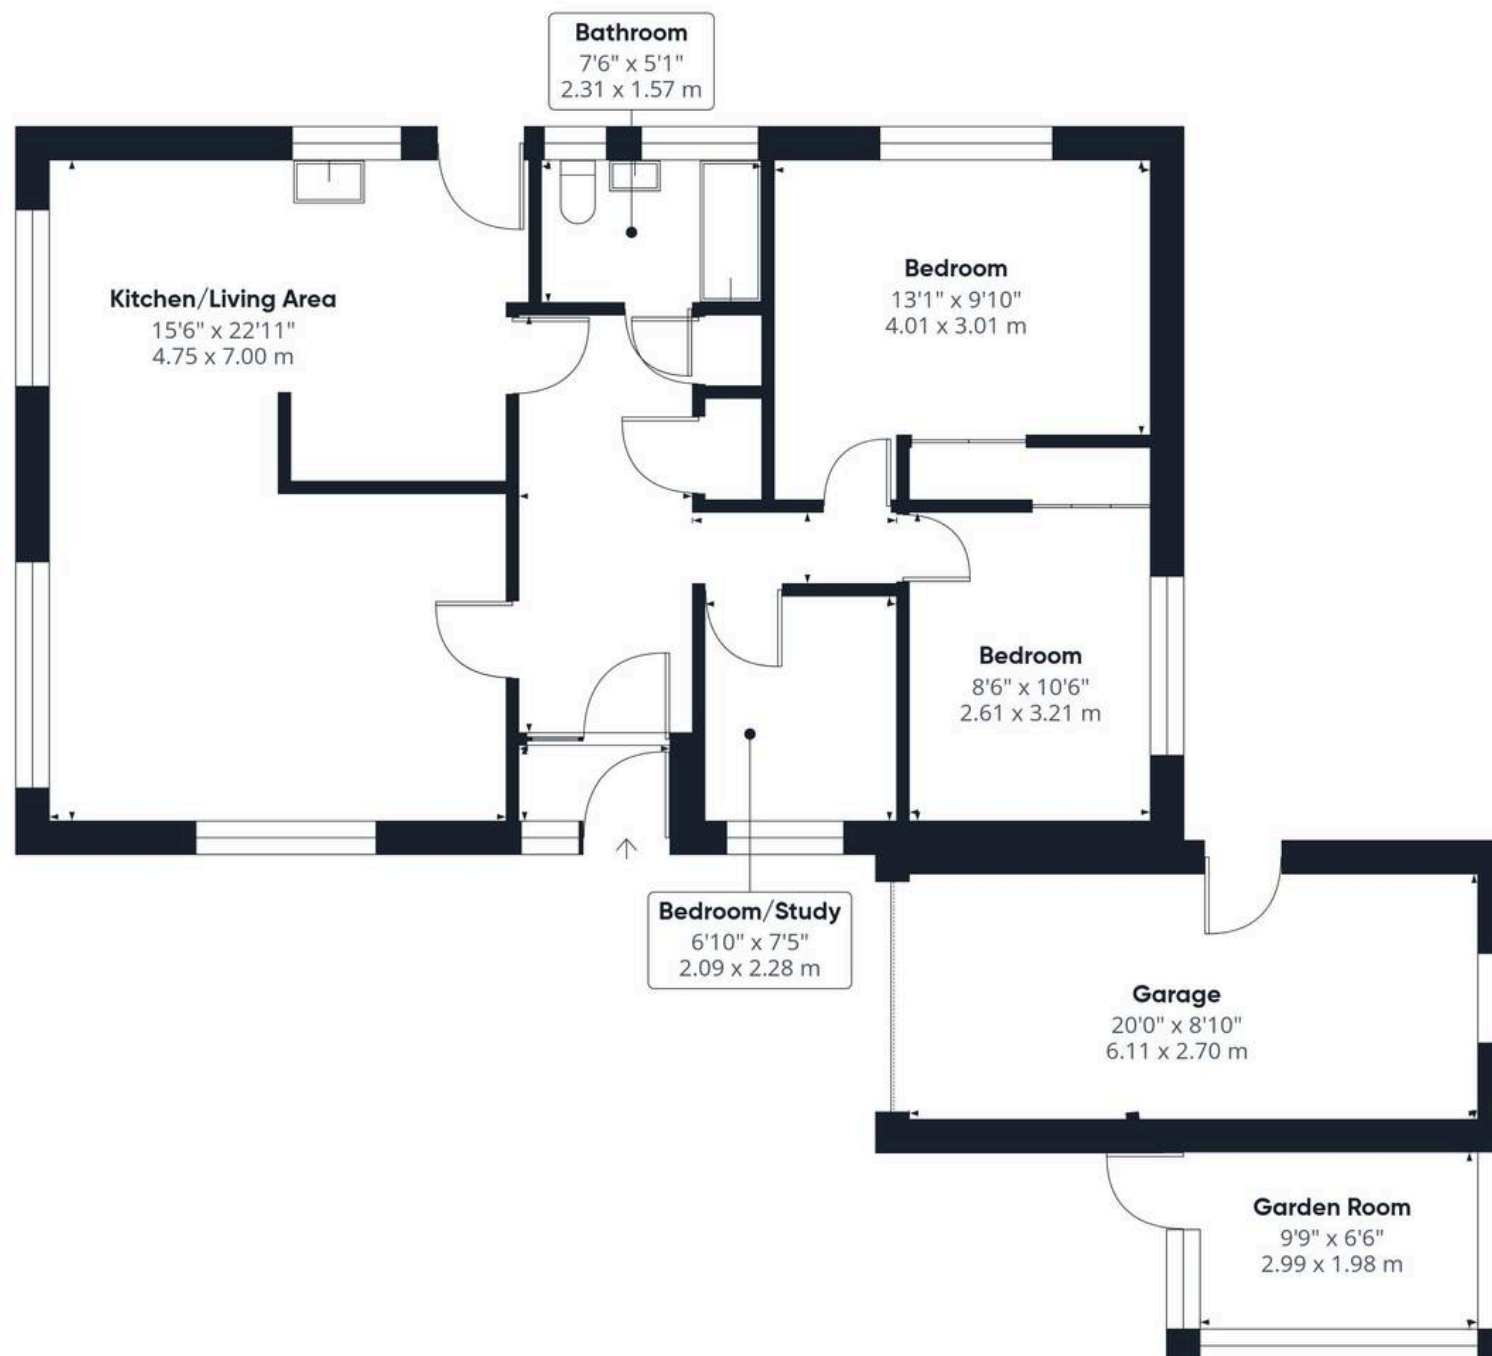 Bathroom
7'6" x 5'1"
2.31 x 1.57 m
Kitchen/Living Area
15'6" x 22'11"
4.75 x 7.00 m
Bedroom
13'1" x 9'10"
4.01 x 3.01 m
Bedroom
8'6" x 10'6"
2.61 x 3.21 m
Bedroom/Study
6'10" x 7'5"
2.09 x 2.28 m
Garage
20'0" x 8'10"
6.11 x 2.70 m
Garden Room
9'9" x 6'6"
2.99 x 1.98 m